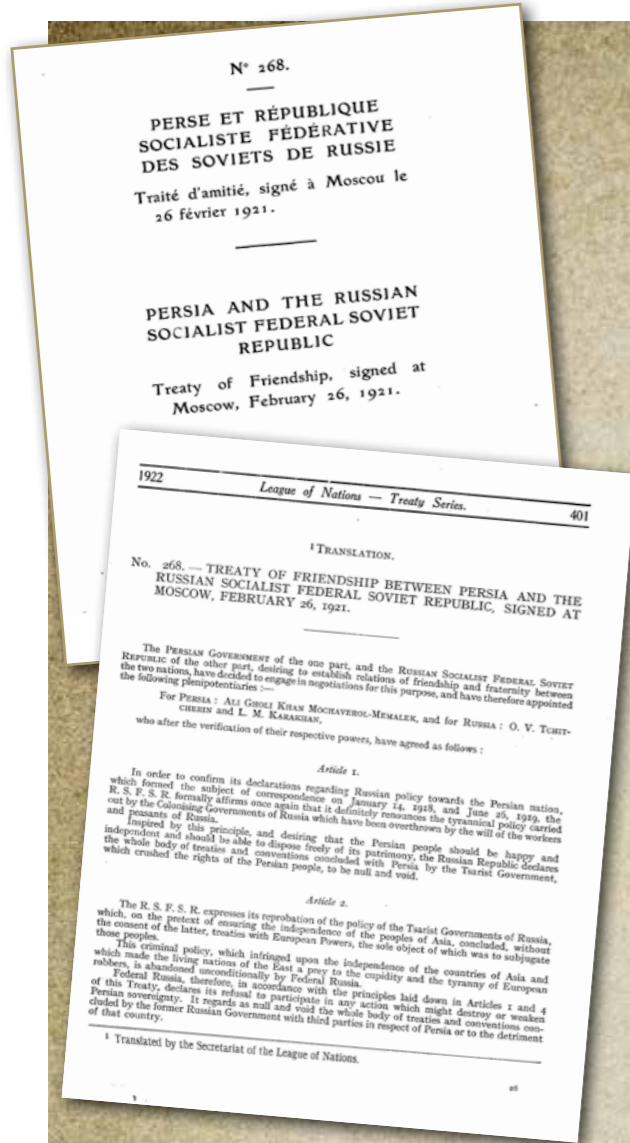 N° 268.
PERSE ET RÉPUBLIQUE
SOCIALISTE FÉDÉRATIVE
DES SOVIETS DE RUSSIE
Traité d'amitié, signé à Moscou le
26 février 1921.
PERSIA AND THE RUSSIAN
SOCIALIST FEDERAL SOVIET
REPUBLIC
Treaty of Friendship, signed at
Moscow, February 26, 1921.
1922 League of Nations — Treaty Series. 401
¹ TRANSLATION.
No. 268. — TREATY OF FRIENDSHIP BETWEEN PERSIA AND THE
RUSSIAN SOCIALIST FEDERAL SOVIET REPUBLIC, SIGNED AT
MOSCOW, FEBRUARY 26, 1921.
The PERSIAN GOVERNMENT of the one part, and the RUSSIAN SOCIALIST FEDERAL SOVIET
REPUBLIC of the other part, desiring to establish relations of friendship and fraternity between
the two nations, have decided to engage in negotiations for this purpose, and have therefore appointed
the following plenipotentiaries :—
For PERSIA : ALI GHOLI KHAN MOCHAVEROL-MEMALEK, and for RUSSIA : O. V. TCHIT-
CHERIN and L. M. KARAKHAN,
who after the verification of their respective powers, have agreed as follows :
Article 1.
In order to confirm its declarations regarding Russian policy towards the Persian nation,
which formed the subject of correspondence on January 14, 1918, and June 26, 1919, the
R. S. F. S. R. formally affirms once again that it definitely renounces the tyrannical policy carried
out by the Colonising Governments of Russia which have been overthrown by the will of the workers
and peasants of Russia.
Inspired by this principle, and desiring that the Persian people should be happy and
independent and should be able to dispose freely of its patrimony, the Russian Republic declares
the whole body of treaties and conventions concluded with Persia by the Tsarist Government,
which crushed the rights of the Persian people, to be null and void.
Article 2.
The R. S. F. S. R. expresses its reprobation of the policy of the Tsarist Governments of Russia,
which, on the pretext of ensuring the independence of the peoples of Asia, concluded, without
the consent of the latter, treaties with European Powers, the sole object of which was to subjugate
those peoples.
This criminal policy, which infringed upon the independence of the countries of Asia and
which made the living nations of the East a prey to the cupidity and the tyranny of European
robbers, is abandoned unconditionally by Federal Russia.
Federal Russia, therefore, in accordance with the principles laid down in Articles 1 and 4
of this Treaty, declares its refusal to participate in any action which might destroy or weaken
Persian sovereignty. It regards as null and void the whole body of treaties and conventions con-
cluded by the former Russian Government with third parties in respect of Persia or to the detriment
of that country.
¹ Translated by the Secretariat of the League of Nations.
26